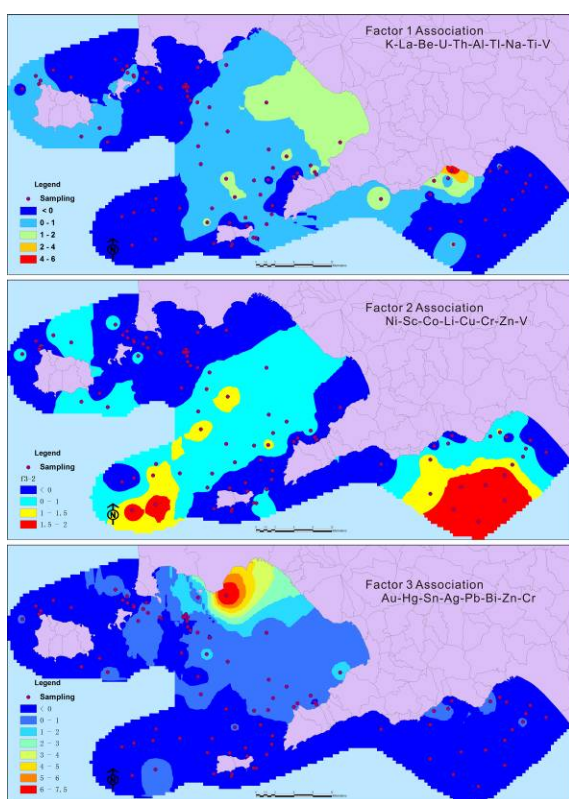 Factor 1 Association
K-La-Be-U-Th-Al-Tl-Na-Ti-V
Legend
Sampling
< 0
0 - 1
1 - 2
2 - 4
4 - 6
N
Factor 2 Association
Ni-Sc-Co-Li-Cu-Cr-Zn-V
Legend
Sampling
f3-2
< 0
0 - 1
1 - 1.5
1.5 - 2
N
Factor 3 Association
Au-Hg-Sn-Ag-Pb-Bi-Zn-Cr
Legend
Sampling
< 0
0 - 1
1 - 2
2 - 3
3 - 4
4 - 5
5 - 6
6 - 7.5
N